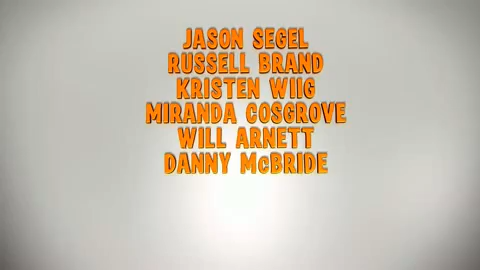 JASON SEGEL
RUSSELL BRAND
KRISTEN WIIG
MIRANDA COSGROVE
WILL ARNETT
DANNY McBRIDE